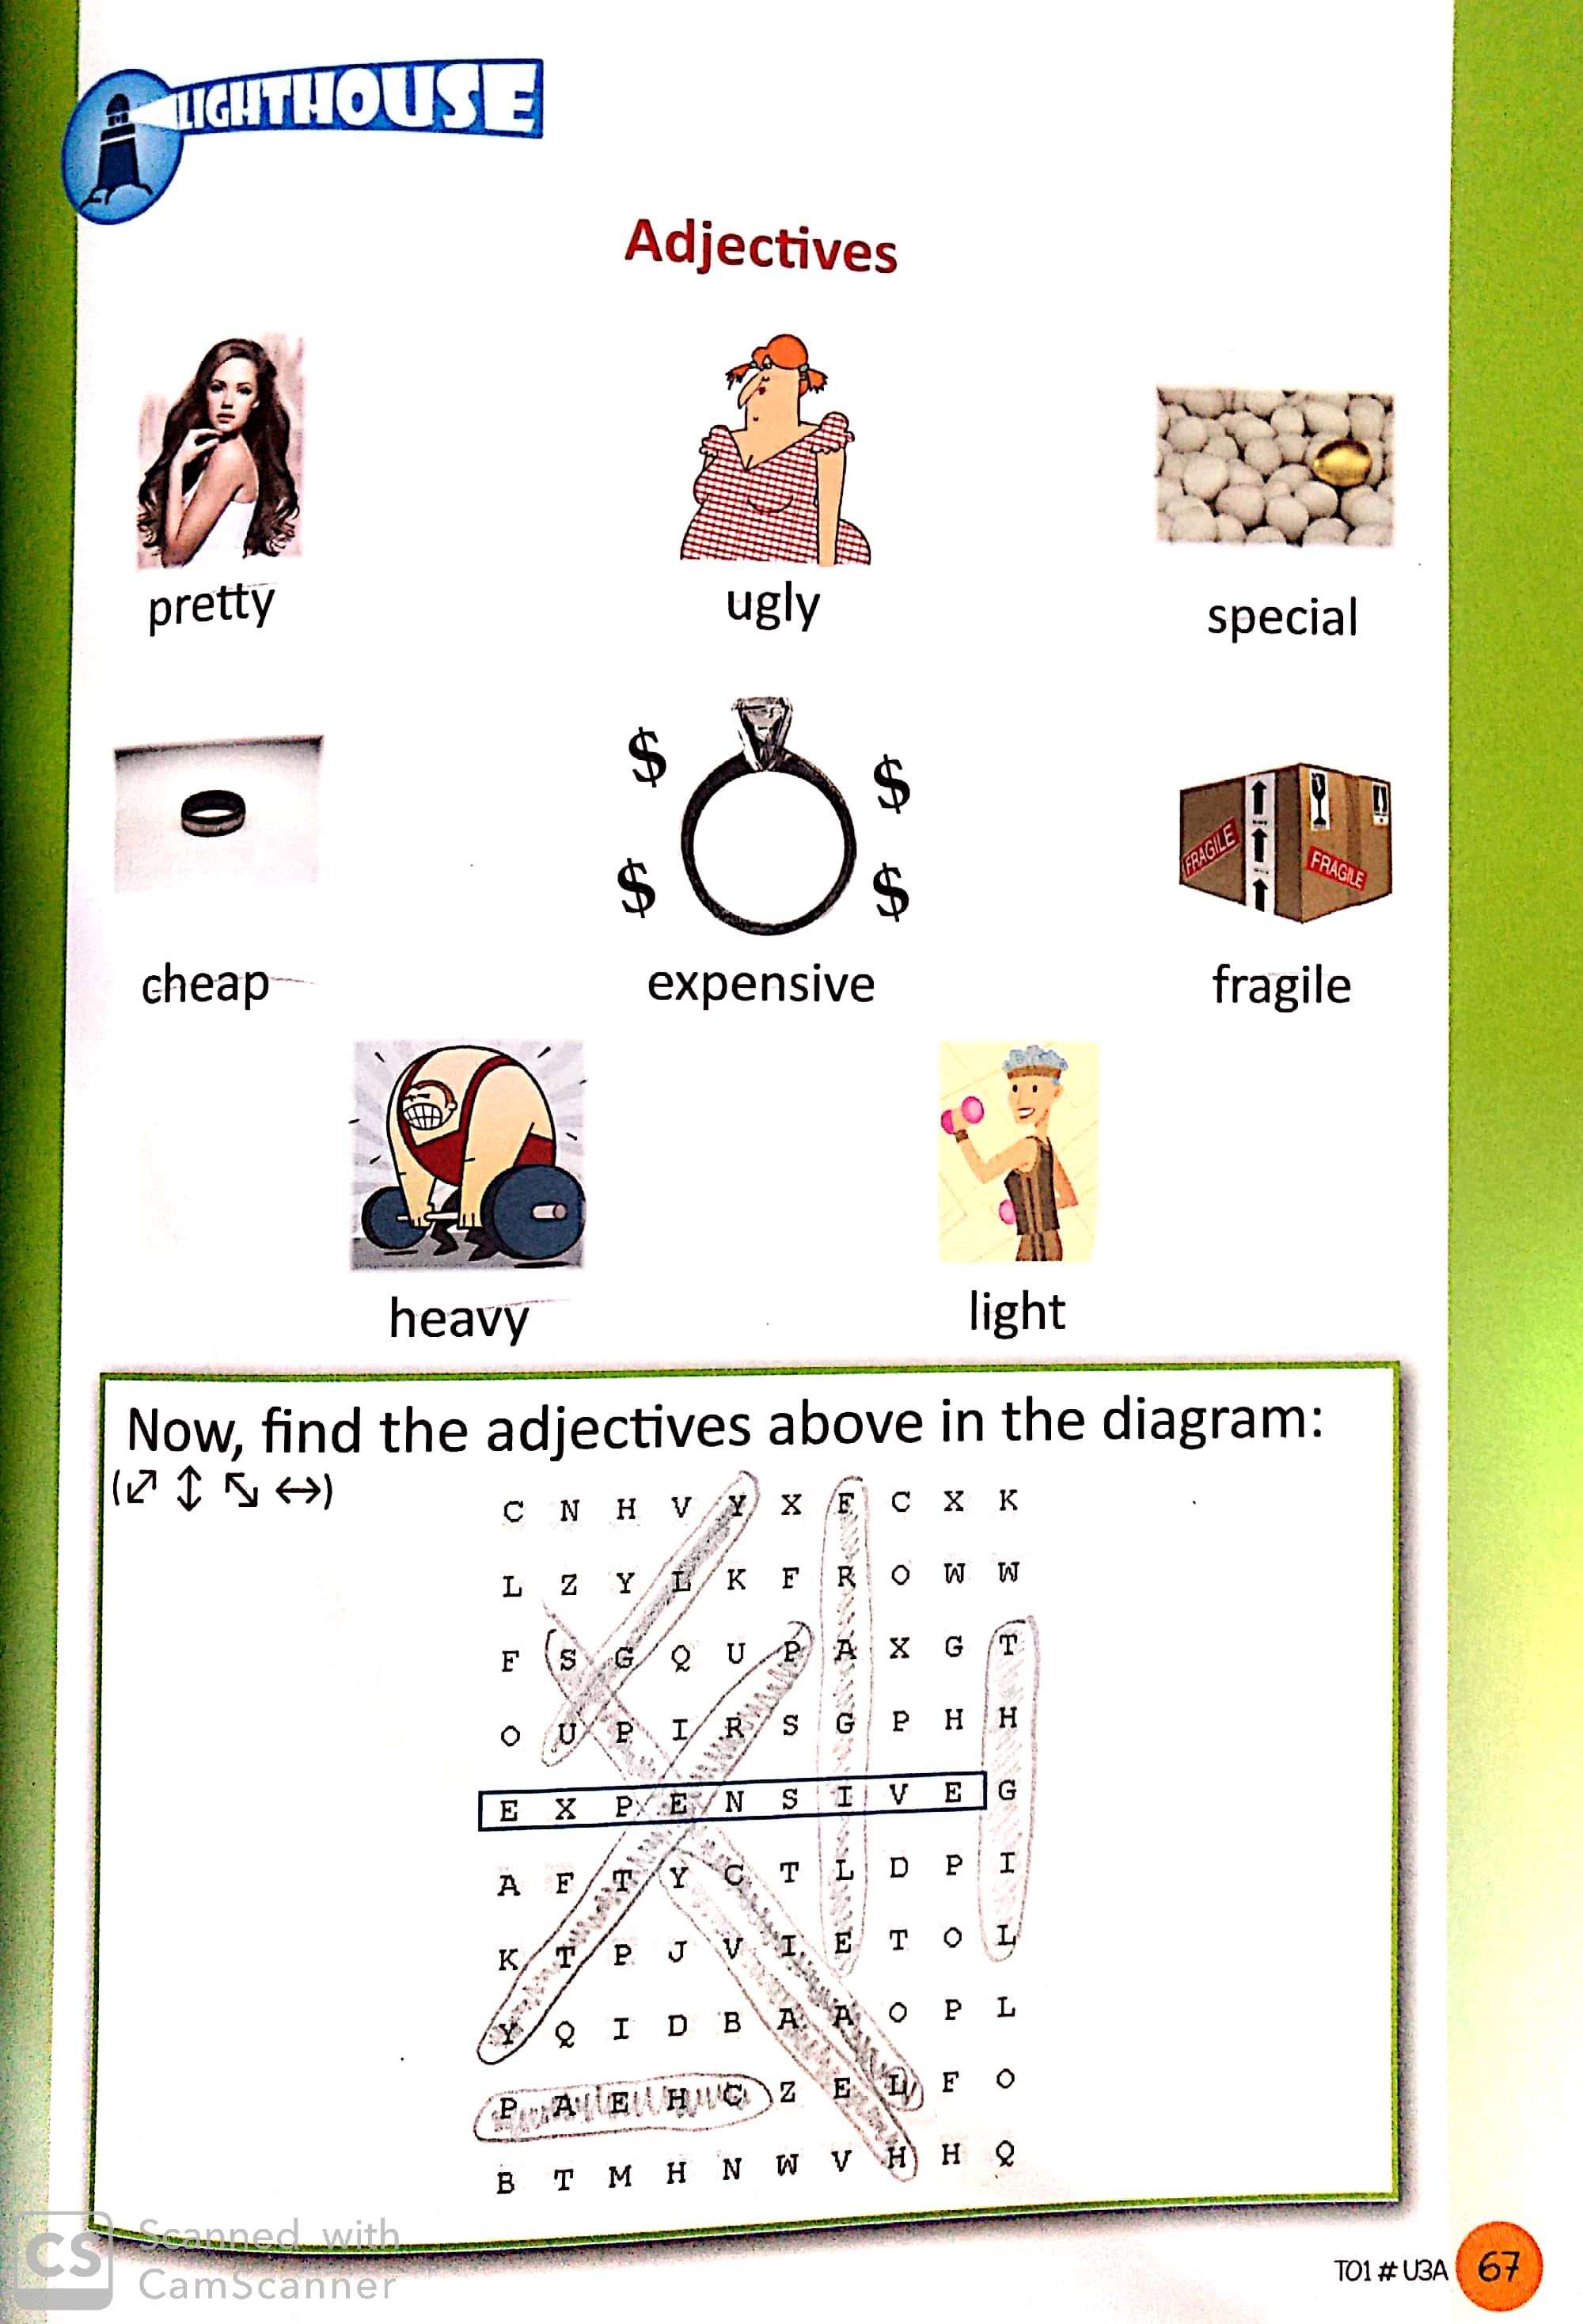 LIGHTHOUSE
Adjectives
pretty
ugly
special
$ $
$ $
FRAGILE FRAGILE
cheap
expensive
fragile
heavy
light
Now, find the adjectives above in the diagram:
(⤢ ↕ ⤡ ↔)
C N H V Y X F C X K
L Z Y L K F R O W W
F S G Q U P A X G T
O U P I R S G P H H
E X P E N S I V E G
A F T Y C T L D P I
K T P J V I E T O L
Y Q I D B A A O P L
P A E H C Z E L F O
B T M H N W V H H Q
CS Scanned with
CamScanner
TO1 # U3A 67